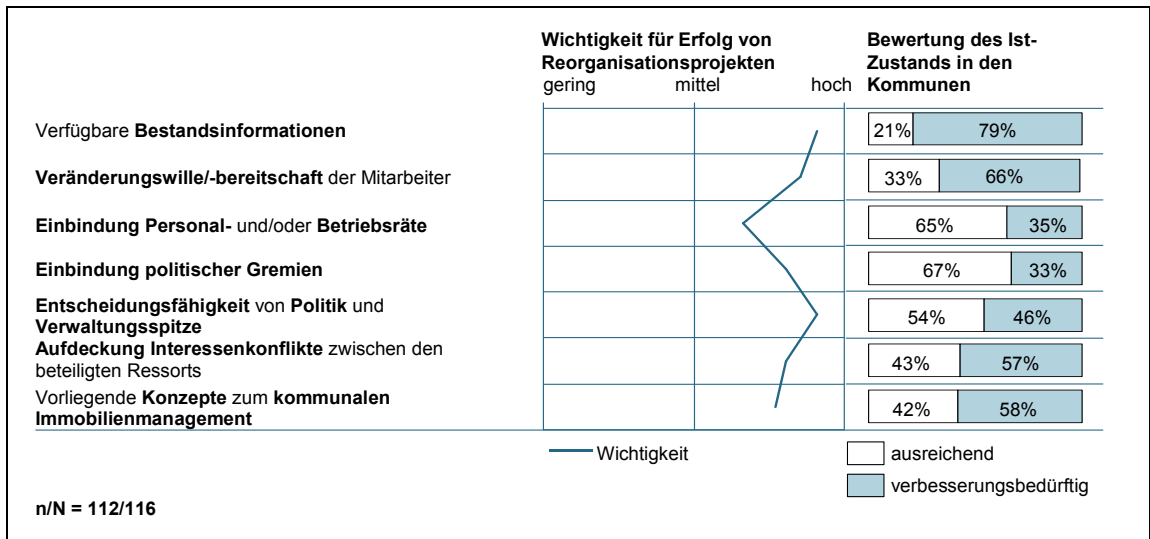 Wichtigkeit für Erfolg von
Reorganisationsprojekten
gering mittel hoch
Bewertung des Ist-
Zustands in den
Kommunen
Verfügbare Bestandsinformationen
21% 79%
Veränderungswille/-bereitschaft der Mitarbeiter
33% 66%
Einbindung Personal- und/oder Betriebsräte
65% 35%
Einbindung politischer Gremien
67% 33%
Entscheidungsfähigkeit von Politik und
Verwaltungsspitze
54% 46%
Aufdeckung Interessenkonflikte zwischen den
beteiligten Ressorts
43% 57%
Vorliegende Konzepte zum kommunalen
Immobilienmanagement
42% 58%
Wichtigkeit
ausreichend
verbesserungsbedürftig
n/N = 112/116